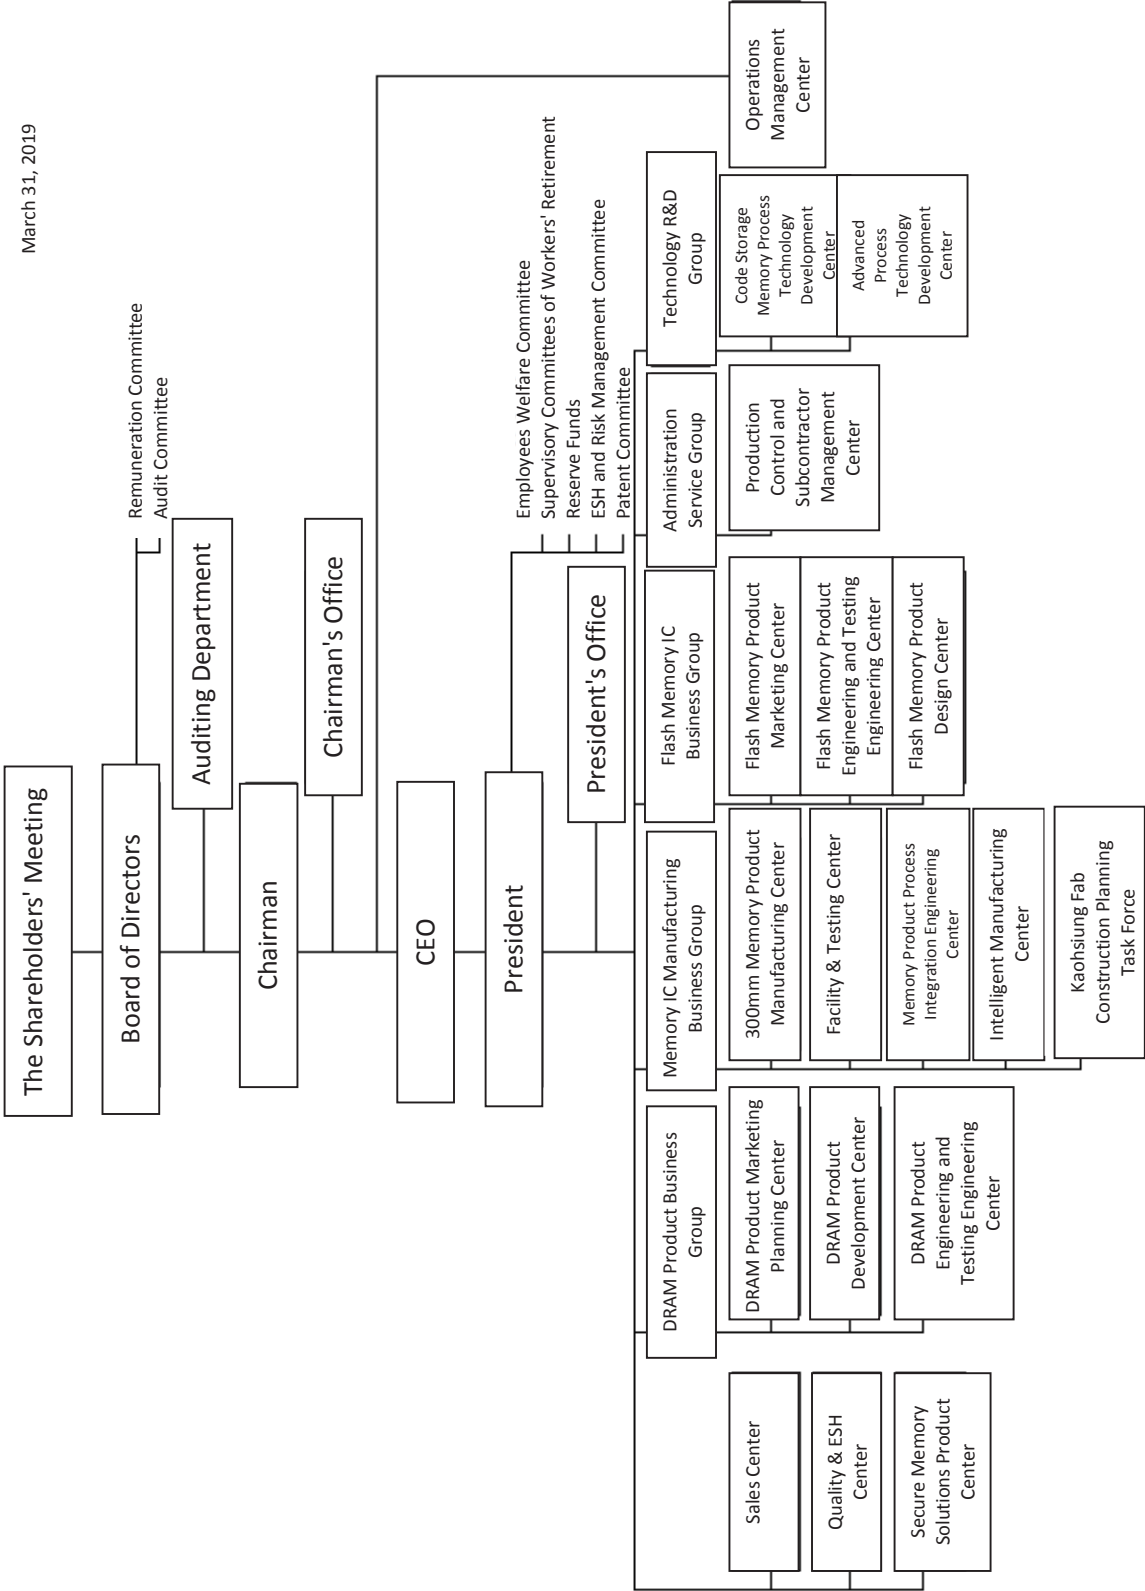 March 31, 2019
The Shareholders' Meeting
Board of Directors
Remuneration Committee
Audit Committee
Auditing Department
Chairman
Chairman's Office
CEO
President
Employees Welfare Committee
Supervisory Committees of Workers' Retirement
Reserve Funds
ESH and Risk Management Committee
Patent Committee
President's Office
Sales Center
Quality & ESH
Center
Secure Memory
Solutions Product
Center
DRAM Product Business
Group
DRAM Product Marketing
Planning Center
DRAM Product
Development Center
DRAM Product
Engineering and
Testing Engineering
Center
Memory IC Manufacturing
Business Group
300mm Memory Product
Manufacturing Center
Facility & Testing Center
Memory Product Process
Integration Engineering
Center
Intelligent Manufacturing
Center
Kaohsiung Fab
Construction Planning
Task Force
Flash Memory IC
Business Group
Flash Memory Product
Marketing Center
Flash Memory Product
Engineering and Testing
Engineering Center
Flash Memory Product
Design Center
Administration
Service Group
Production
Control and
Subcontractor
Management
Center
Technology R&D
Group
Code Storage
Memory Process
Technology
Development
Center
Advanced
Process
Technology
Development
Center
Operations
Management
Center